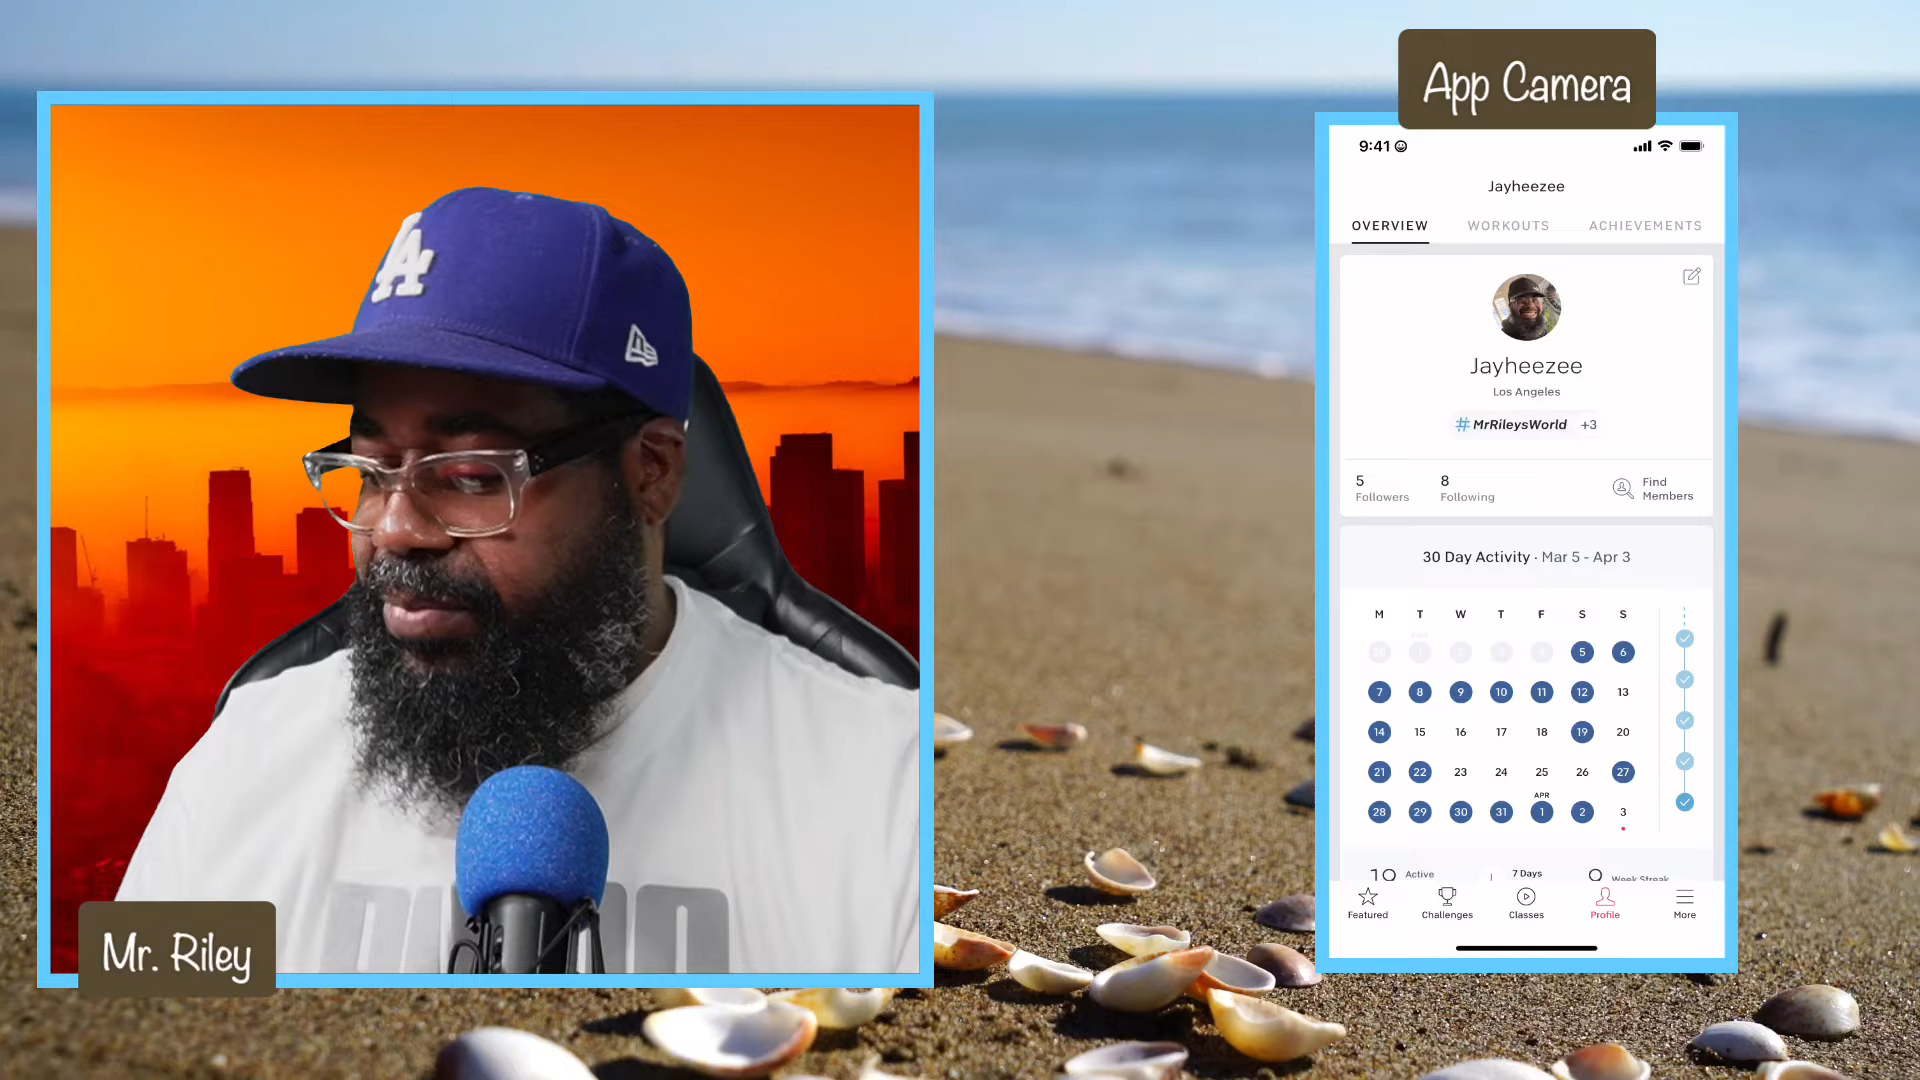 App Camera
9:41
Jayheezee
OVERVIEW WORKOUTS ACHIEVEMENTS
Jayheezee
Los Angeles
#MrRileysWorld +3
5 8 Find
Followers Following Members
30 Day Activity · Mar 5 - Apr 3
M T W T F S S
5 6
7 8 9 10 11 12 13
14 15 16 17 18 19 20
21 22 23 24 25 26 27
APR
28 29 30 31 1 2 3
Active 7 Days Week Streak
Featured Challenges Classes Profile More
LA
Mr. Riley